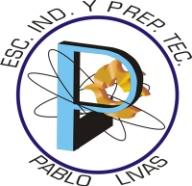 ESC. IND. Y PREP. TEC.
P
PABLO LIVAS